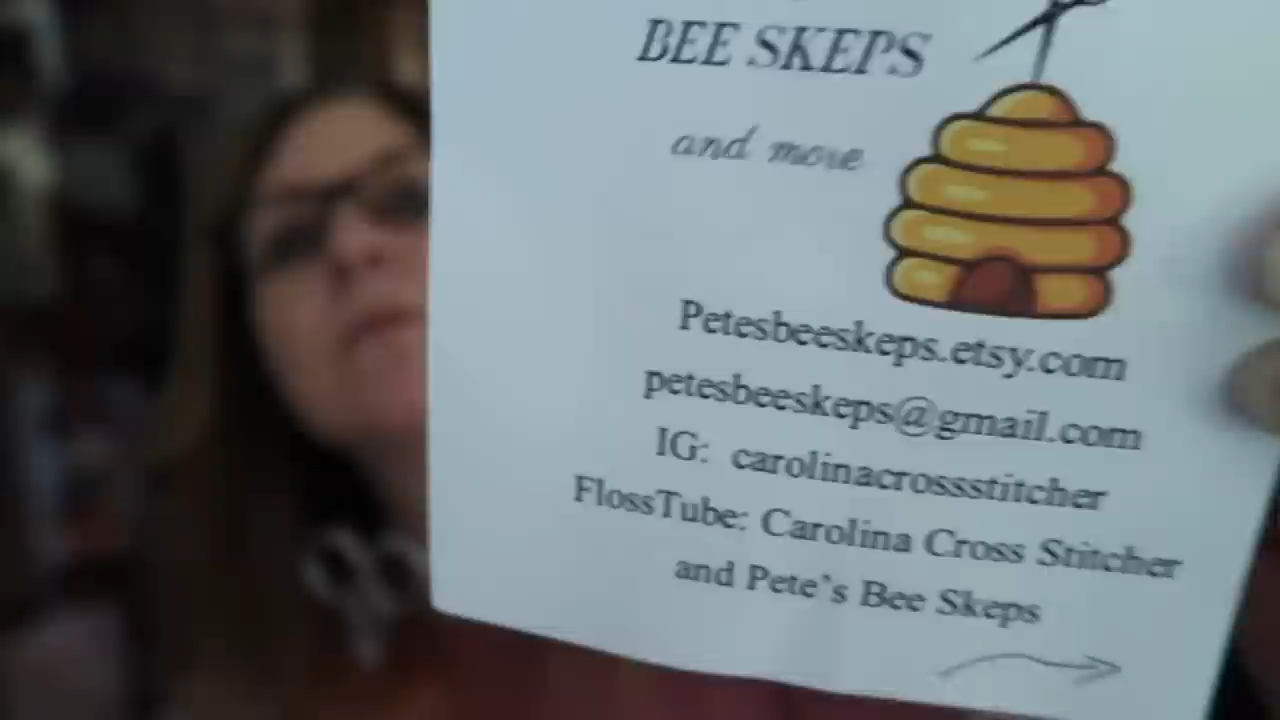 BEE SKEPS
and more
Petesbeeskeps.etsy.com
petesbeeskeps@gmail.com
IG: carolinacrossstitcher
FlossTube: Carolina Cross Stitcher
and Pete's Bee Skeps